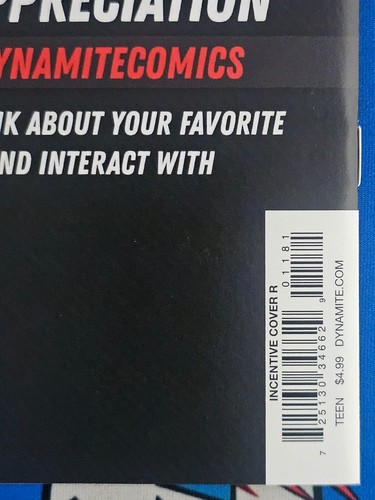 PPRECIATION
YNAMITECOMICS
NK ABOUT YOUR FAVORITE
ND INTERACT WITH
INCENTIVE COVER R
01181
7 25130 34662 9
TEEN $4.99 DYNAMITE.COM